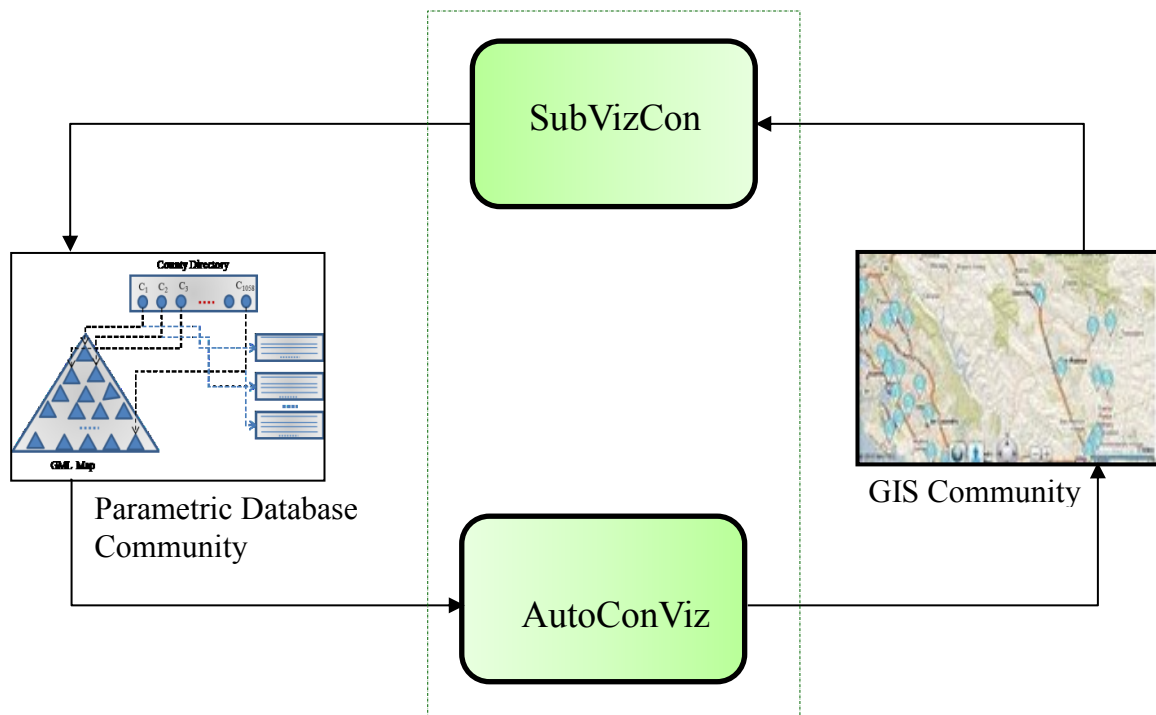 SubVizCon
County Directory
C1 C2 C3 .... C1058
.......
.......
....
.......
.....
GML Map
Parametric Database
Community
GIS Community
AutoConViz